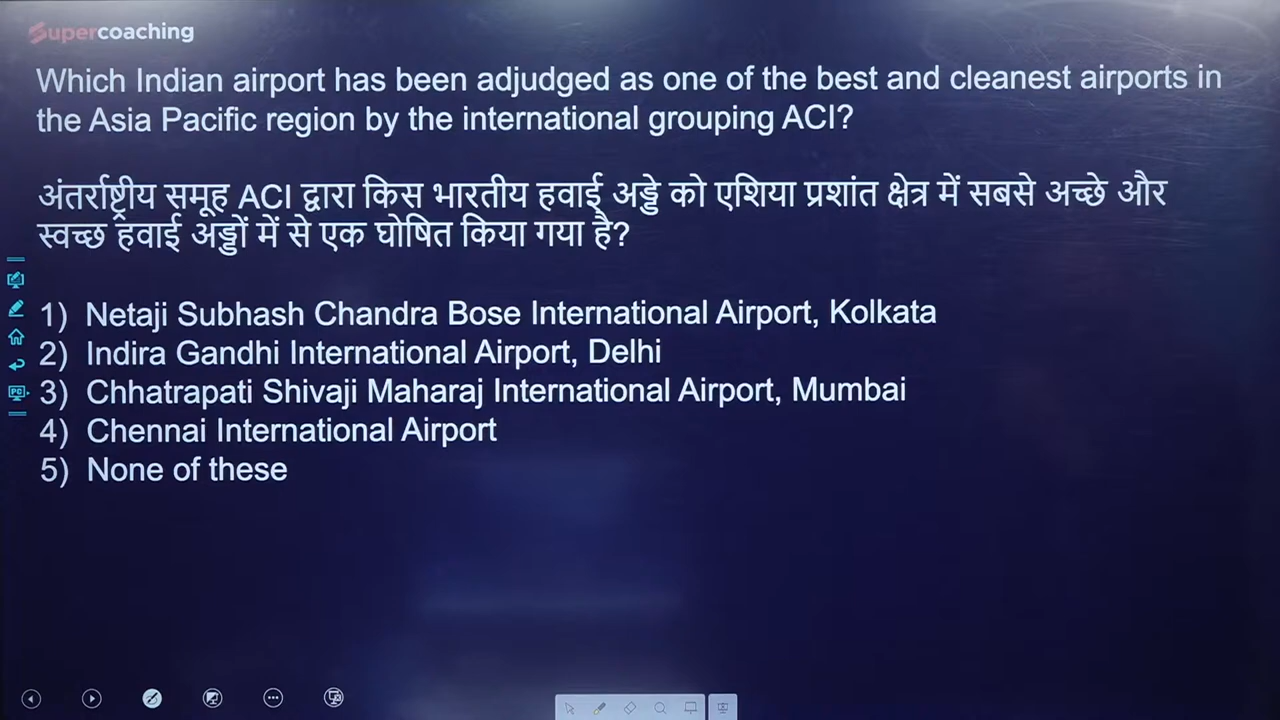 Supercoaching
Which Indian airport has been adjudged as one of the best and cleanest airports in
the Asia Pacific region by the international grouping ACI?
अंतर्राष्ट्रीय समूह ACI द्वारा किस भारतीय हवाई अड्डे को एशिया प्रशांत क्षेत्र में सबसे अच्छे और
स्वच्छ हवाई अड्डों में से एक घोषित किया गया है?
1) Netaji Subhash Chandra Bose International Airport, Kolkata
2) Indira Gandhi International Airport, Delhi
3) Chhatrapati Shivaji Maharaj International Airport, Mumbai
PC
4) Chennai International Airport
5) None of these